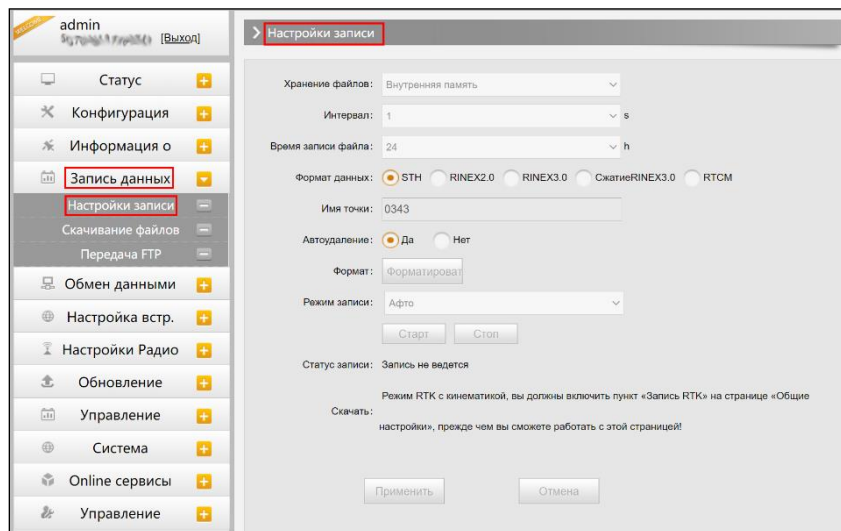 admin
[Выход]
Статус
Конфигурация
Информация о
Запись данных
Настройки записи
Скачивание файлов
Передача FTP
Обмен данными
Настройка встр.
Настройки Радио
Обновление
Управление
Система
Online сервисы
Управление
Настройки записи
Хранение файлов: Внутренняя память
Интервал: 1 s
Время записи файла: 24 h
Формат данных: STH RINEX2.0 RINEX3.0 СжатиеRINEX3.0 RTCM
Имя точки: 0343
Автоудаление: Да Нет
Формат: Форматироват
Режим записи: Афто
Старт Стоп
Статус записи: Запись не ведется
Режим RTK с кинематикой, вы должны включить пункт «Запись RTK» на странице «Общие
Скачать:
настройки», прежде чем вы сможете работать с этой страницей!
Применить Отмена